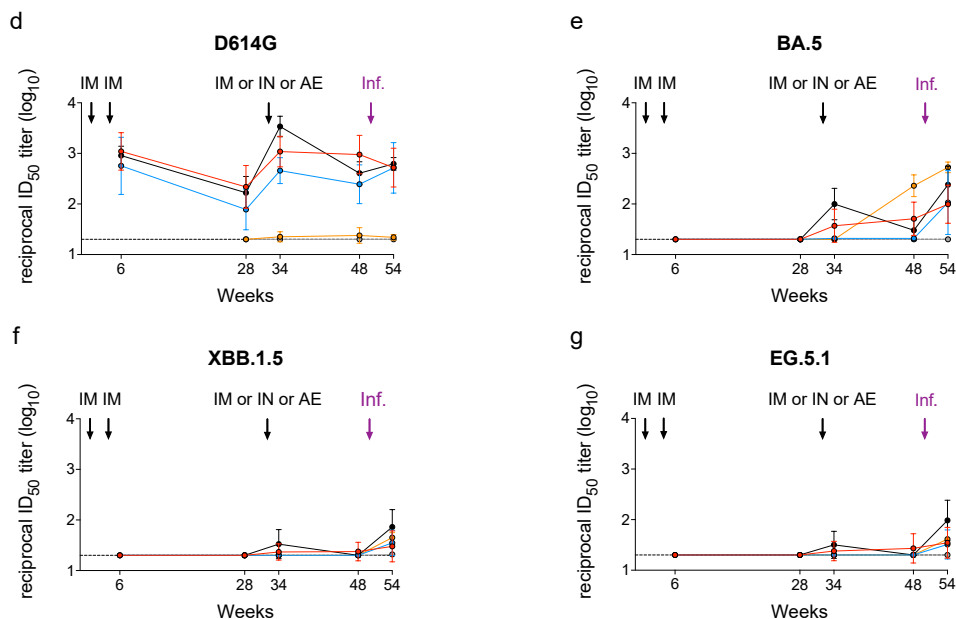 d
D614G
IM IM
IM or IN or AE
Inf.
reciprocal ID50 titer (log10)
4
3
2
1
6
28
34
48
54
Weeks
e
BA.5
IM IM
IM or IN or AE
Inf.
reciprocal ID50 titer (log10)
4
3
2
1
6
28
34
48
54
Weeks
f
XBB.1.5
IM IM
IM or IN or AE
Inf.
reciprocal ID50 titer (log10)
4
3
2
1
6
28
34
48
54
Weeks
g
EG.5.1
IM IM
IM or IN or AE
Inf.
reciprocal ID50 titer (log10)
4
3
2
1
6
28
34
48
54
Weeks